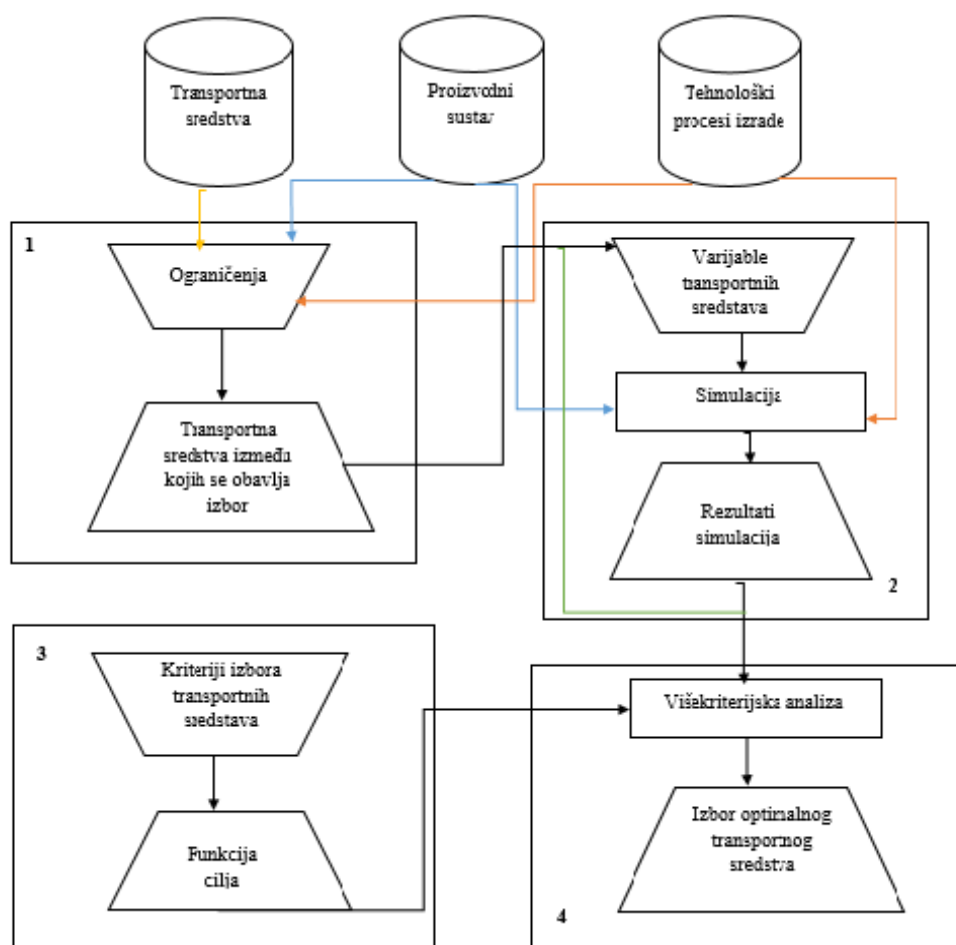 Transportna
sredstva
Proizvodni
sustav
Tehnološki
procesi izrade
1
Ograničenja
Transportna
sredstva između
kojih se obavlja
izbor
Varijable
transportnih
sredstava
Simulacija
Rezultati
simulacija
2
3
Kriteriji izbora
transportnih
sredstava
Funkcija
cilja
Višekriterijska analiza
Izbor optimalnog
transportnog
sredstva
4